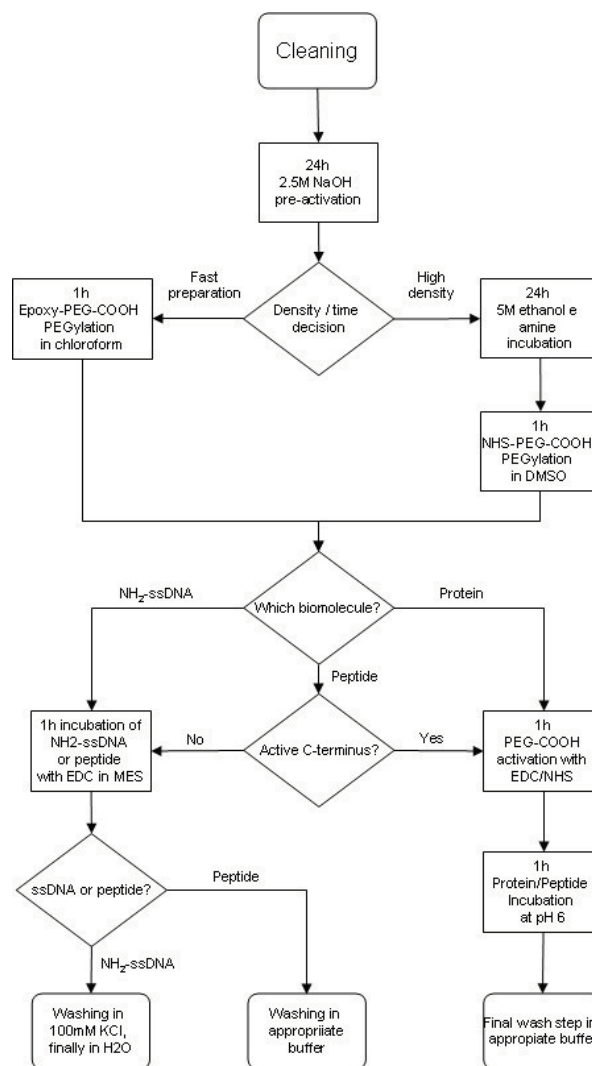 Cleaning
24h
2.5M NaOH
pre-activation
Fast
preparation
High
density
1h
Epoxy-PEG-COOH
PEGylation
in chloroform
Density / time
decision
24h
5M ethanol e
amine
incubation
1h
NHS-PEG-COOH
PEGylation
in DMSO
NH2-ssDNA
Which biomolecule?
Protein
Peptide
1h incubation of
NH2-ssDNA
or peptide
with EDC in MES
No
Active C-terminus?
Yes
1h
PEG-COOH
activation with
EDC/NHS
ssDNA or peptide?
Peptide
1h
Protein/Peptide
Incubation
at pH 6
NH2-ssDNA
Washing in
100mM KCl,
finally in H2O
Washing in
appropriiate
buffer
Final wash step in
appropiate buffer